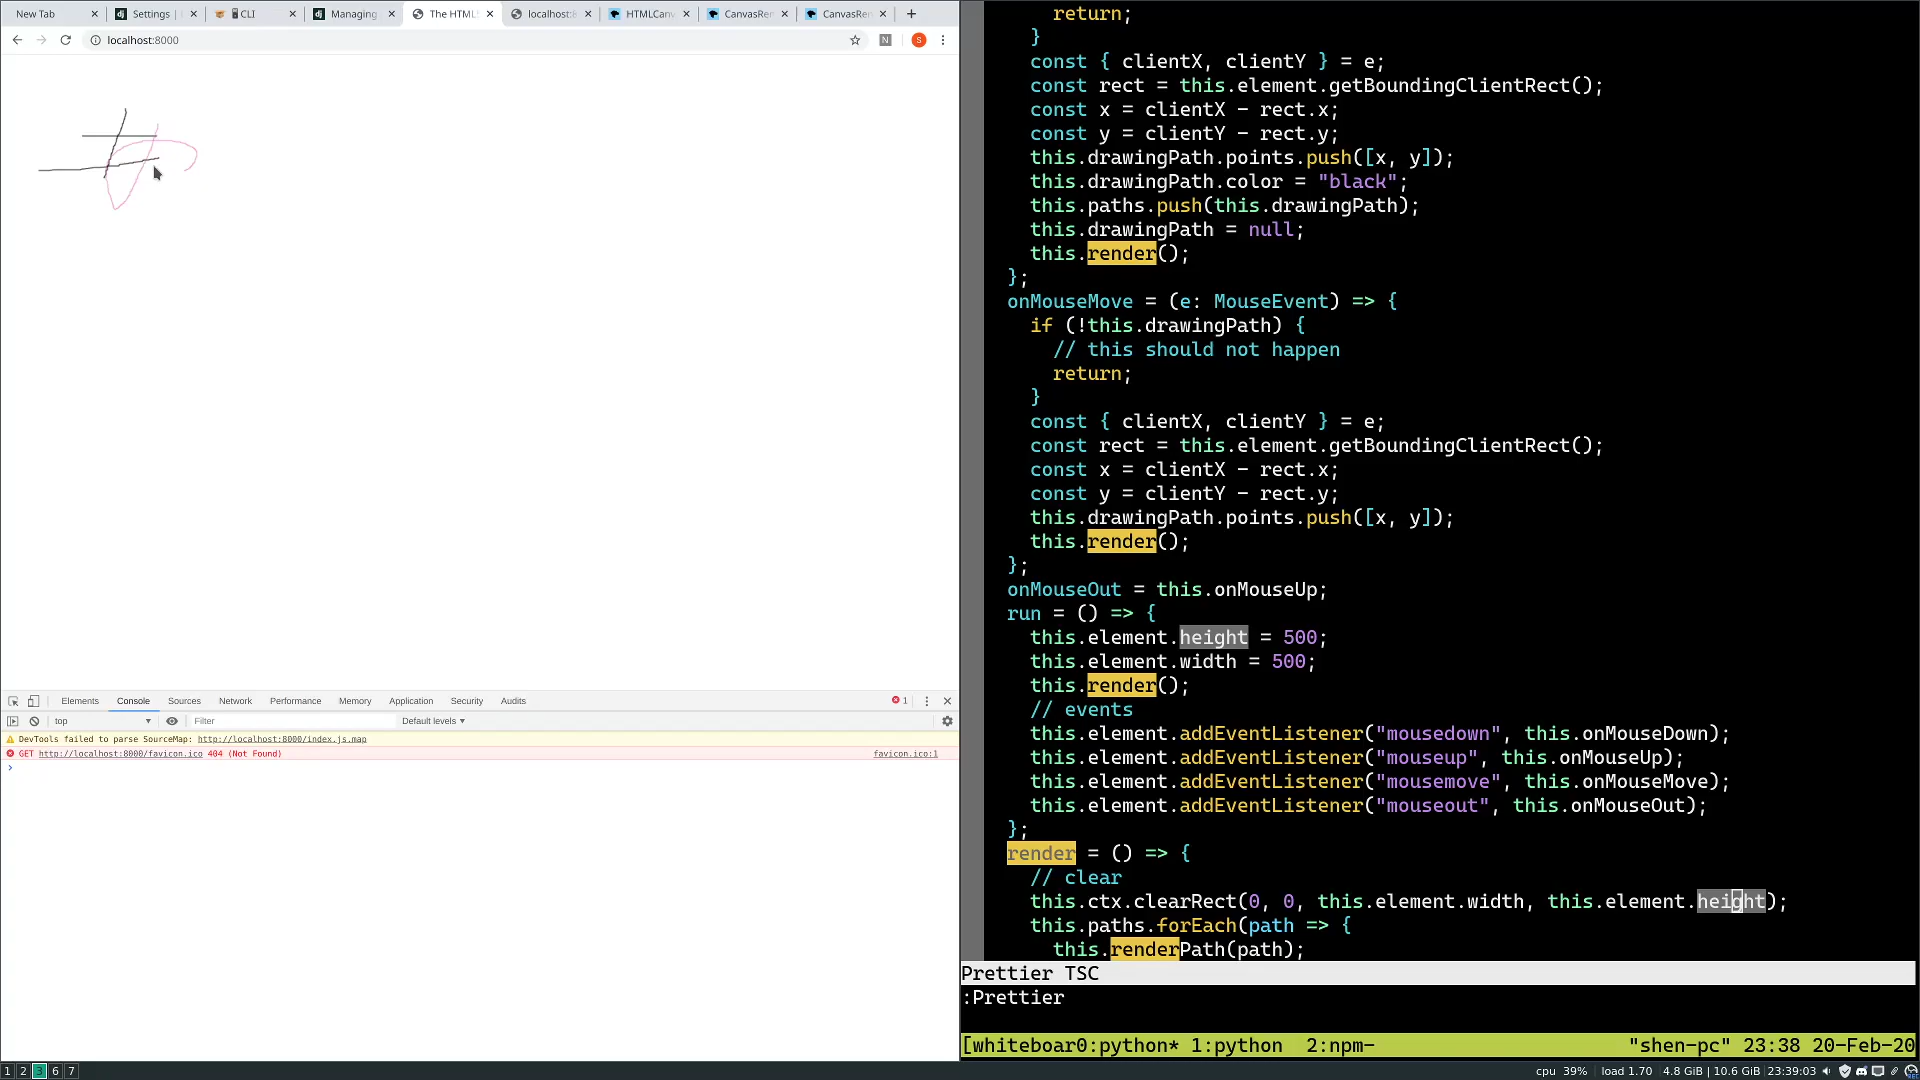 New Tab
Settings |
CLI
Managing
The HTML
localhost:8
HTMLCan
CanvasRen
CanvasRen
localhost:8000
N
S
Elements
Console
Sources
Network
Performance
Memory
Application
Security
Audits
1
top
Filter
Default levels
DevTools failed to parse SourceMap: http://localhost:8000/index.js.map
GET http://localhost:8000/favicon.ico 404 (Not Found)
favicon.ico:1
>
return;
}
const { clientX, clientY } = e;
const rect = this.element.getBoundingClientRect();
const x = clientX - rect.x;
const y = clientY - rect.y;
this.drawingPath.points.push([x, y]);
this.drawingPath.color = "black";
this.paths.push(this.drawingPath);
this.drawingPath = null;
this.render();
};
onMouseMove = (e: MouseEvent) => {
if (!this.drawingPath) {
// this should not happen
return;
}
const { clientX, clientY } = e;
const rect = this.element.getBoundingClientRect();
const x = clientX - rect.x;
const y = clientY - rect.y;
this.drawingPath.points.push([x, y]);
this.render();
};
onMouseOut = this.onMouseUp;
run = () => {
this.element.height = 500;
this.element.width = 500;
this.render();
// events
this.element.addEventListener("mousedown", this.onMouseDown);
this.element.addEventListener("mouseup", this.onMouseUp);
this.element.addEventListener("mousemove", this.onMouseMove);
this.element.addEventListener("mouseout", this.onMouseOut);
};
render = () => {
// clear
this.ctx.clearRect(0, 0, this.element.width, this.element.height);
this.paths.forEach(path => {
this.renderPath(path);
Prettier TSC
:Prettier
[whiteboar0:python* 1:python  2:npm-
"shen-pc" 23:38 20-Feb-20
1 2 3 6 7
cpu 39% | load 1.70 | 4.8 GiB | 10.6 GiB | 23:39:03